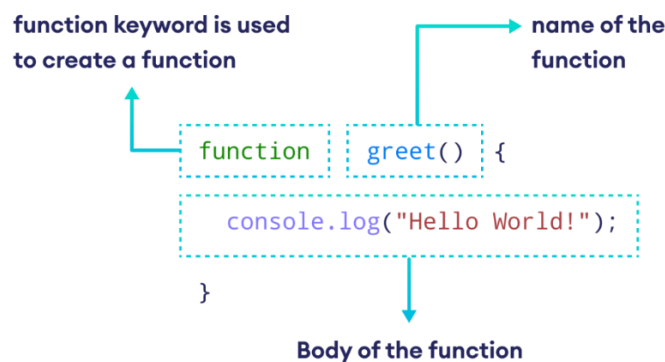 function keyword is used
to create a function
name of the
function
function greet() {
console.log("Hello World!");
}
Body of the function